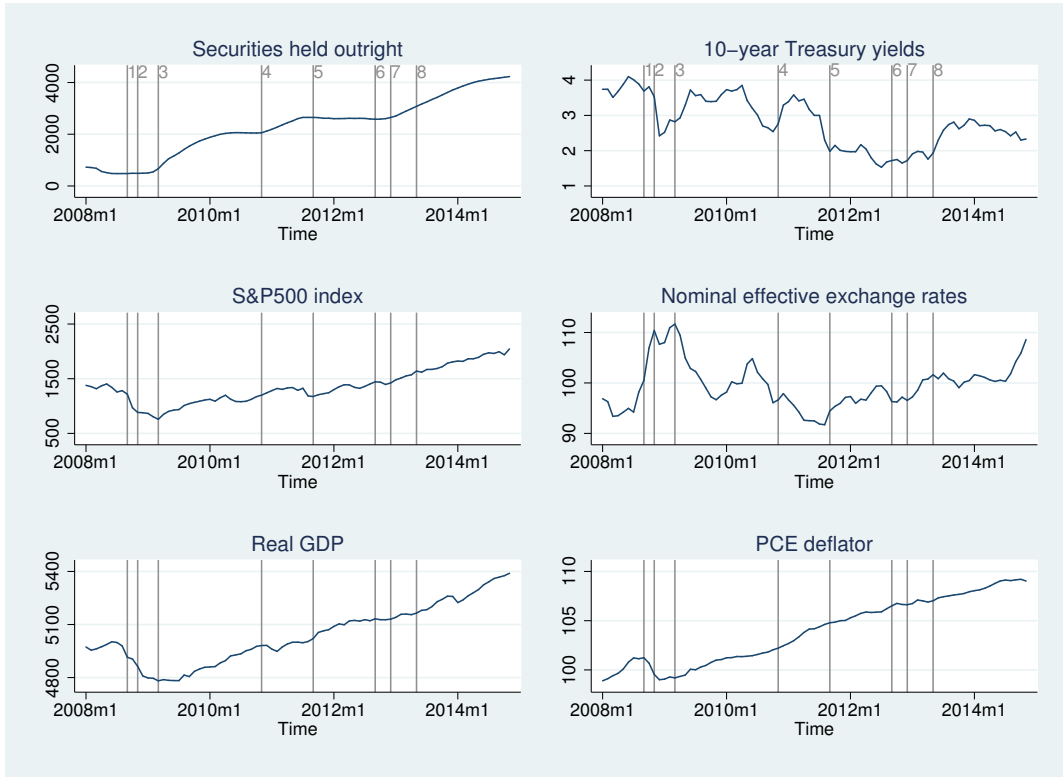 Securities held outright
1 2 3 4 5 6 7 8
0 2000 4000
2008m1 2010m1 2012m1 2014m1
Time
10−year Treasury yields
1 2 3 4 5 6 7 8
1 2 3 4
2008m1 2010m1 2012m1 2014m1
Time
S&P500 index
500 1500 2500
2008m1 2010m1 2012m1 2014m1
Time
Nominal effective exchange rates
90 100 110
2008m1 2010m1 2012m1 2014m1
Time
Real GDP
4800 5100 5400
2008m1 2010m1 2012m1 2014m1
Time
PCE deflator
100 105 110
2008m1 2010m1 2012m1 2014m1
Time